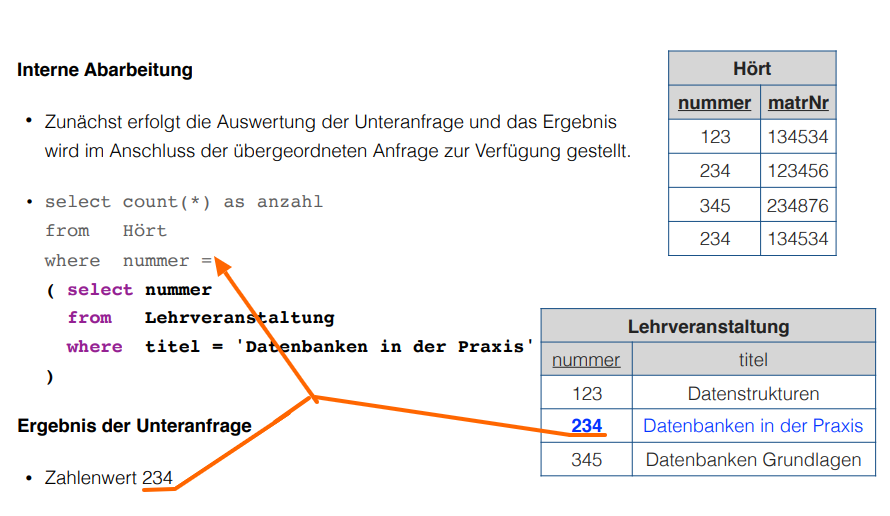 Interne Abarbeitung
• Zunächst erfolgt die Auswertung der Unteranfrage und das Ergebnis
wird im Anschluss der übergeordneten Anfrage zur Verfügung gestellt.
• select count(*) as anzahl
from Hört
where nummer =
( select nummer
from Lehrveranstaltung
where titel = 'Datenbanken in der Praxis'
)
Ergebnis der Unteranfrage
• Zahlenwert 234
Hört
nummer matrNr
123 134534
234 123456
345 234876
234 134534
Lehrveranstaltung
nummer titel
123 Datenstrukturen
234 Datenbanken in der Praxis
345 Datenbanken Grundlagen